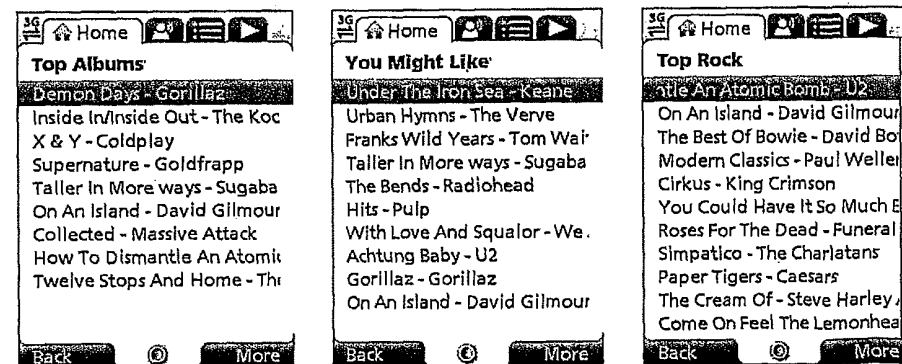 3G Home
Top Albums
Demon Days - Gorillaz
Inside In/Inside Out - The Koc
X & Y - Coldplay
Supernature - Goldfrapp
Taller In More ways - Sugaba
On An Island - David Gilmour
Collected - Massive Attack
How To Dismantle An Atomi
Twelve Stops And Home - Th
Back More
3G Home
You Might Like
Under The Iron Sea - Keane
Urban Hymns - The Verve
Franks Wild Years - Tom Wai
Taller In More ways - Sugaba
The Bends - Radiohead
Hits - Pulp
With Love And Squalor - We
Achtung Baby - U2
Gorillaz - Gorillaz
On An Island - David Gilmour
Back More
3G Home
Top Rock
ntle An Atomic Bomb - U2
On An Island - David Gilmour
The Best Of Bowie - David Bo
Modern Classics - Paul Weller
Cirkus - King Crimson
You Could Have It So Much B
Roses For The Dead - Funeral
Simpatico - The Charlatans
Paper Tigers - Caesars
The Cream Of - Steve Harley
Come On Feel The Lemonhea
Back More